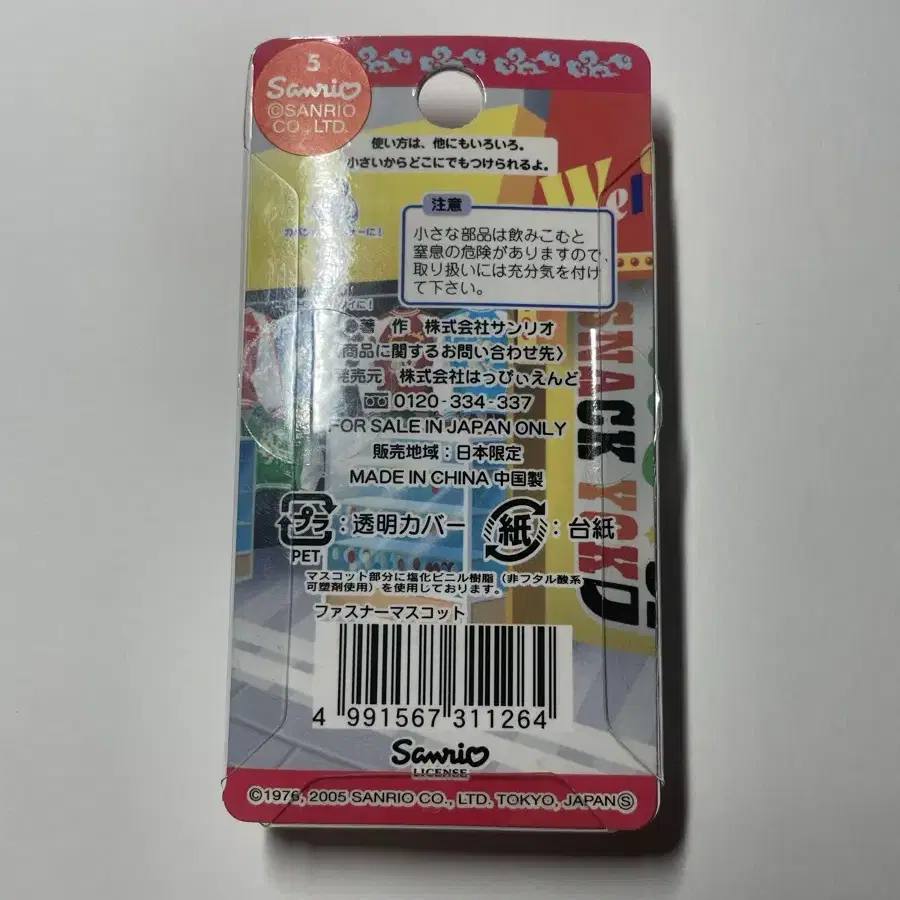 5
Sanrio
©SANRIO
CO., LTD.
使い方は、他にもいろいろ。
小さいからどこにでもつけられるよ。
Wel
注意
小さな部品は飲みこむと
窒息の危険がありますので、
取り扱いには充分気を付け
て下さい。
著 作 株式会社サンリオ
〈商品に関するお問い合わせ先〉
発売元 株式会社はっぴぃえんど
0120-334-337
FOR SALE IN JAPAN ONLY
販売地域：日本限定
MADE IN CHINA 中国製
プラ：透明カバー 紙：台紙
PET
マスコット部分に塩化ビニル樹脂（非フタル酸系
可塑剤使用）を使用しております。
ファスナーマスコット
4 991567 311264
Sanrio
LICENSE
©1976, 2005 SANRIO CO., LTD. TOKYO, JAPAN Ⓢ
SNACK